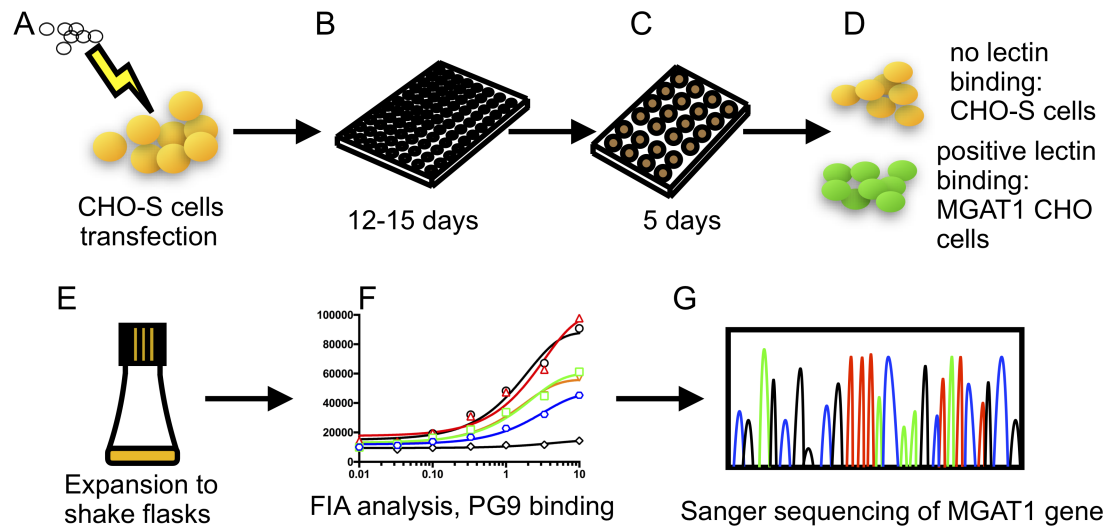 A
B
C
D
CHO-S cells
transfection
12-15 days
5 days
no lectin
binding:
CHO-S cells
positive lectin
binding:
MGAT1 CHO
cells
E
Expansion to
shake flasks
F
100000
80000
60000
40000
20000
0
0.01
0.10
1
10
FIA analysis, PG9 binding
G
Sanger sequencing of MGAT1 gene